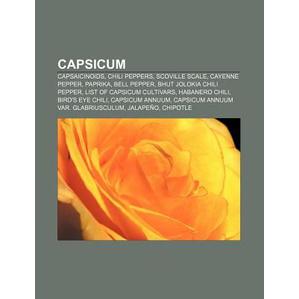 CAPSICUM
CAPSAICINOIDS, CHILI PEPPERS, SCOVILLE SCALE, CAYENNE
PEPPER, PAPRIKA, BELL PEPPER, BHUT JOLOKIA CHILI
PEPPER, LIST OF CAPSICUM CULTIVARS, HABANERO CHILI,
BIRD'S EYE CHILI, CAPSICUM ANNUUM, CAPSICUM ANNUUM
VAR. GLABRIUSCULUM, JALAPEÑO, CHIPOTLE